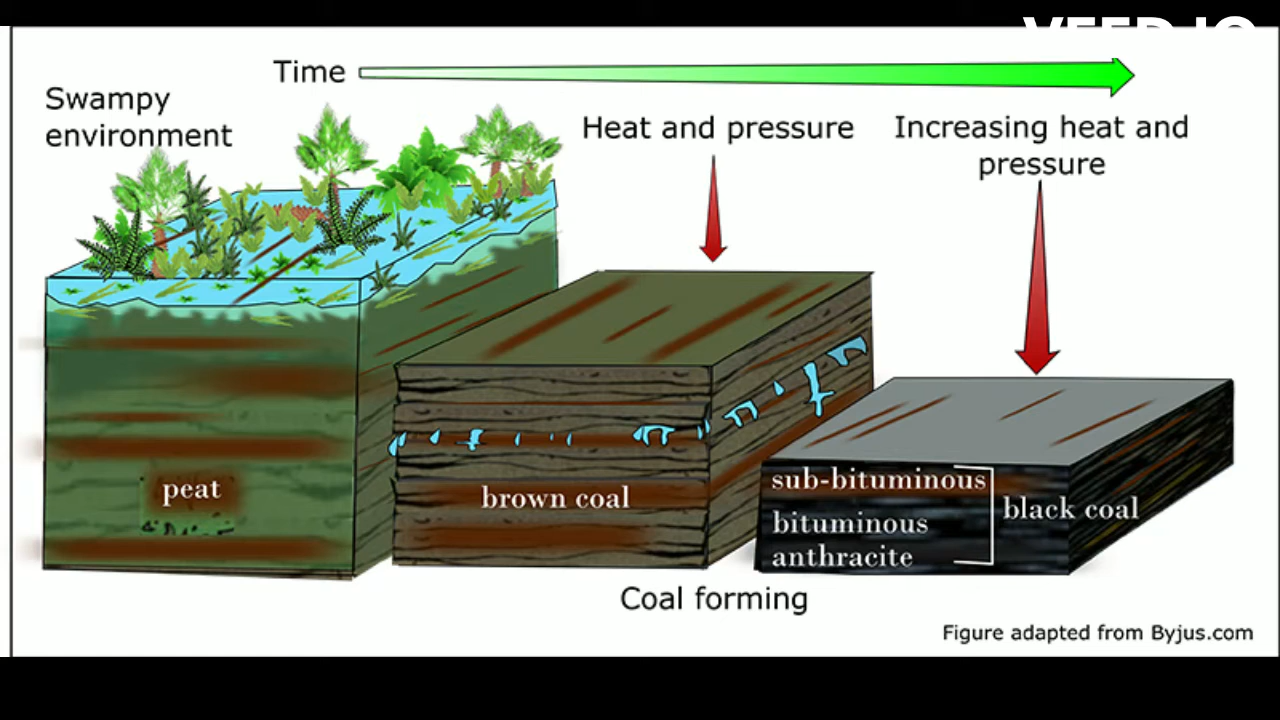 Time
Swampy
environment
Heat and pressure
Increasing heat and
pressure
peat
brown coal
sub-bituminous
bituminous
anthracite
black coal
Coal forming
Figure adapted from Byjus.com